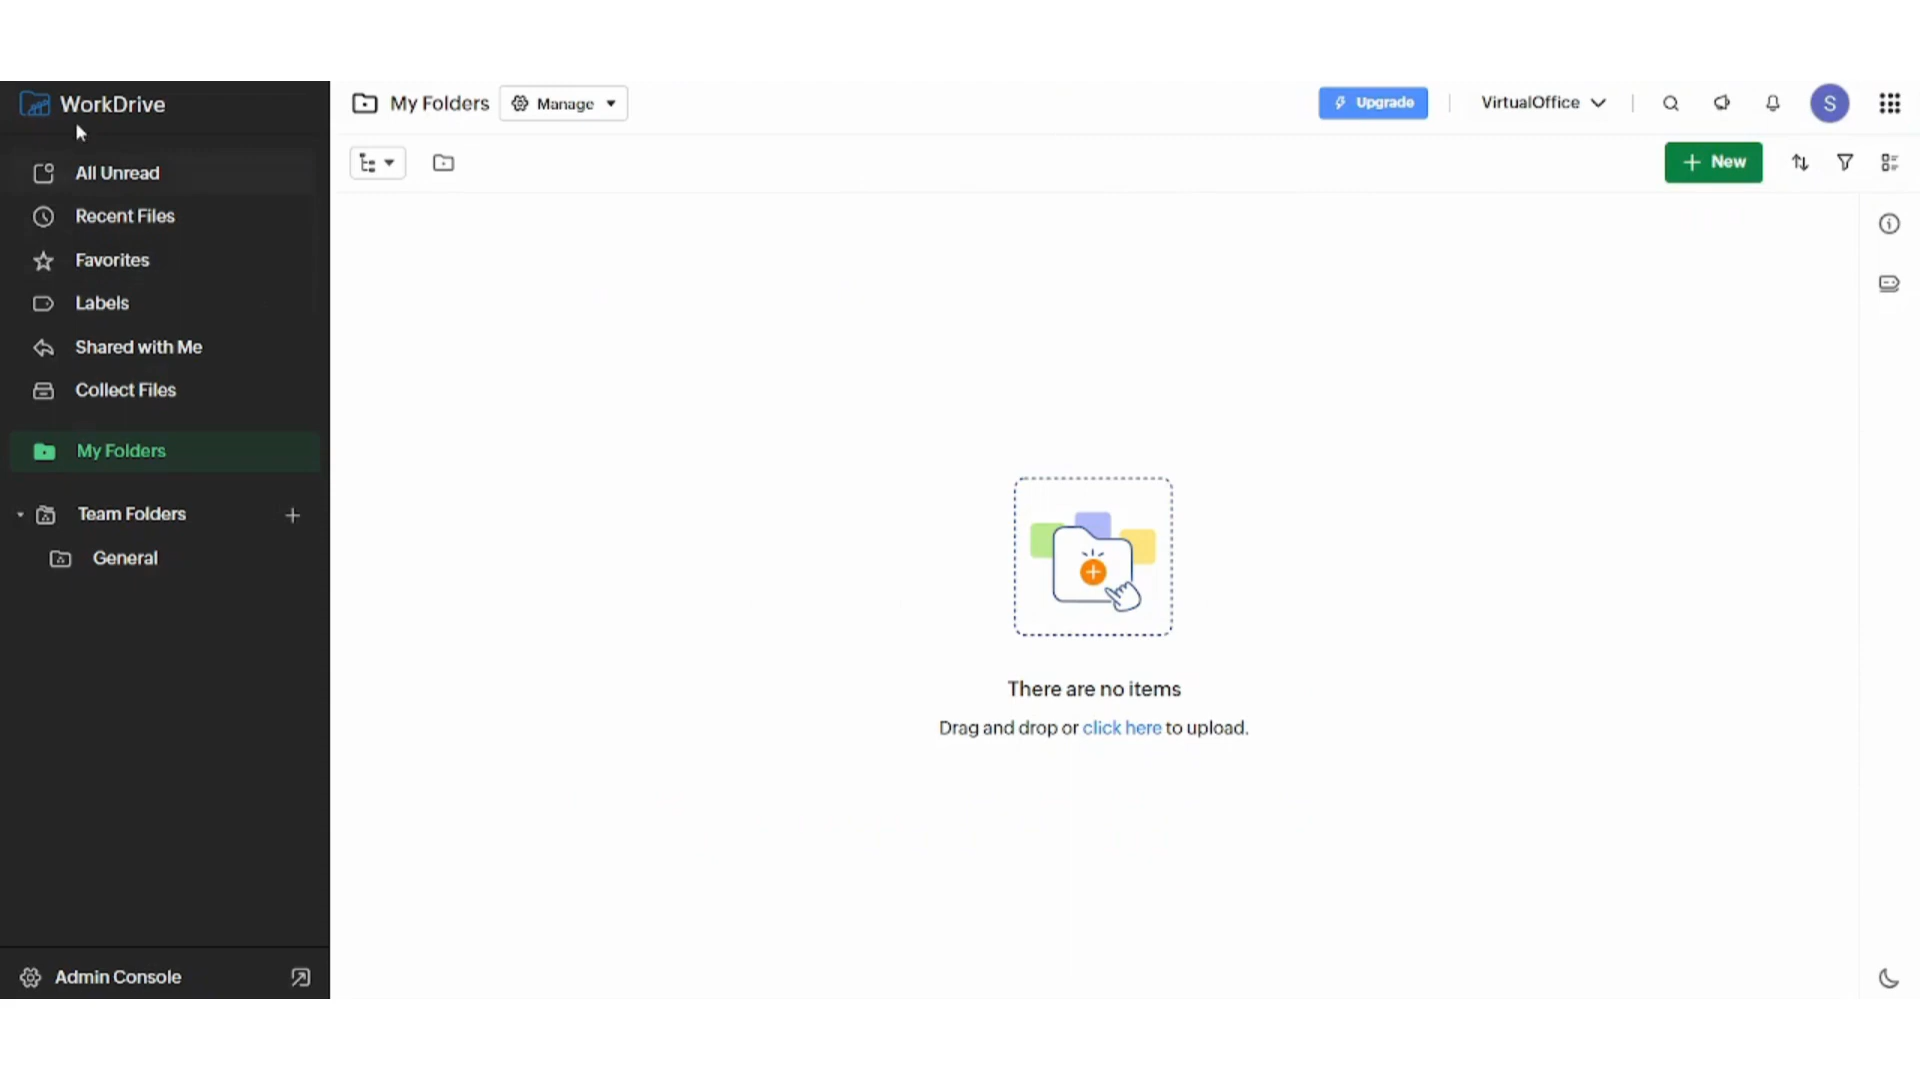 WorkDrive
All Unread
Recent Files
Favorites
Labels
Shared with Me
Collect Files
My Folders
Team Folders
General
Admin Console
My Folders
Manage
Upgrade
VirtualOffice
S
New
There are no items
Drag and drop or click here to upload.